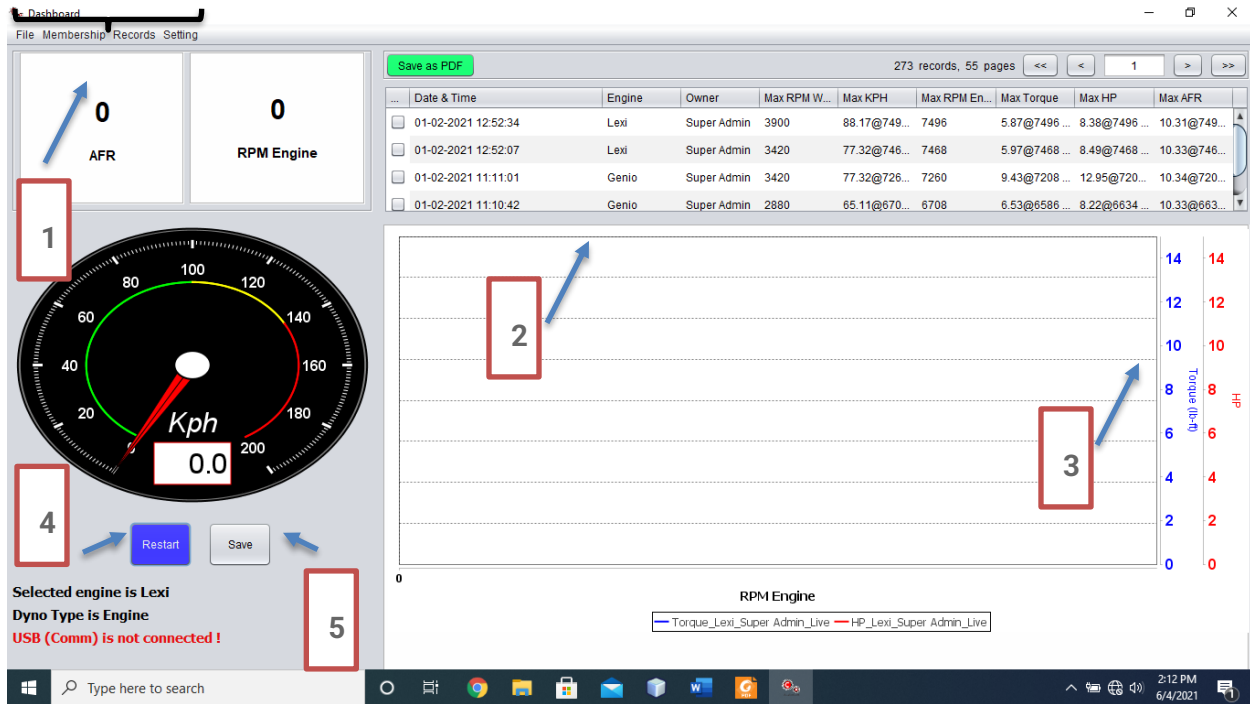 Dashboard
File Membership Records Setting
0
AFR
0
RPM Engine
Save as PDF
273 records, 55 pages << < 1 > >>
... Date & Time Engine Owner Max RPM W... Max KPH Max RPM En... Max Torque Max HP Max AFR
01-02-2021 12:52:34 Lexi Super Admin 3900 88.17@749... 7496 5.87@7496 ... 8.38@7496 ... 10.31@749...
01-02-2021 12:52:07 Lexi Super Admin 3420 77.32@746... 7468 5.97@7468 ... 8.49@7468 ... 10.33@746...
01-02-2021 11:11:01 Genio Super Admin 3420 77.32@726... 7260 9.43@7208 ... 12.95@720... 10.34@720...
01-02-2021 11:10:42 Genio Super Admin 2880 65.11@670... 6708 6.53@6586 ... 8.22@6634 ... 10.33@663...
1
2
3
4
5
0
20
40
60
80
100
120
140
160
180
200
Kph
0.0
Restart
Save
Selected engine is Lexi
Dyno Type is Engine
USB (Comm) is not connected !
14 14
12 12
10 10
8 8
6 6
4 4
2 2
0 0
Torque (lb-ft)
HP
0
RPM Engine
Torque_Lexi_Super Admin_Live HP_Lexi_Super Admin_Live
Type here to search
2:12 PM
6/4/2021
1